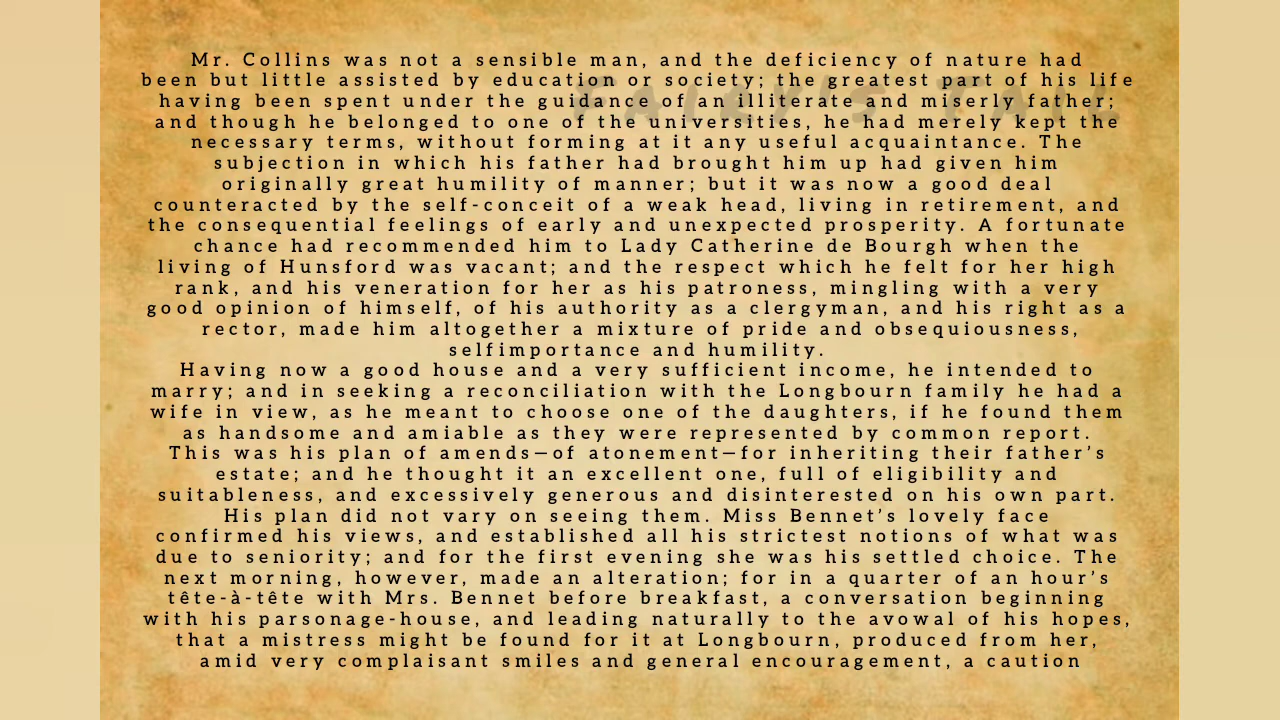 FAIRY'S TALE
Mr. Collins was not a sensible man, and the deficiency of nature had
been but little assisted by education or society; the greatest part of his life
having been spent under the guidance of an illiterate and miserly father;
and though he belonged to one of the universities, he had merely kept the
necessary terms, without forming at it any useful acquaintance. The
subjection in which his father had brought him up had given him
originally great humility of manner; but it was now a good deal
counteracted by the self-conceit of a weak head, living in retirement, and
the consequential feelings of early and unexpected prosperity. A fortunate
chance had recommended him to Lady Catherine de Bourgh when the
living of Hunsford was vacant; and the respect which he felt for her high
rank, and his veneration for her as his patroness, mingling with a very
good opinion of himself, of his authority as a clergyman, and his right as a
rector, made him altogether a mixture of pride and obsequiousness,
selfimportance and humility.
Having now a good house and a very sufficient income, he intended to
marry; and in seeking a reconciliation with the Longbourn family he had a
wife in view, as he meant to choose one of the daughters, if he found them
as handsome and amiable as they were represented by common report.
This was his plan of amends—of atonement—for inheriting their father's
estate; and he thought it an excellent one, full of eligibility and
suitableness, and excessively generous and disinterested on his own part.
His plan did not vary on seeing them. Miss Bennet's lovely face
confirmed his views, and established all his strictest notions of what was
due to seniority; and for the first evening she was his settled choice. The
next morning, however, made an alteration; for in a quarter of an hour's
tête-à-tête with Mrs. Bennet before breakfast, a conversation beginning
with his parsonage-house, and leading naturally to the avowal of his hopes,
that a mistress might be found for it at Longbourn, produced from her,
amid very complaisant smiles and general encouragement, a caution